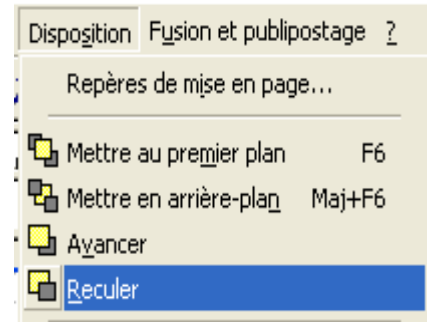 Disposition Fusion et publipostage ?
Repères de mise en page...
Mettre au premier plan F6
Mettre en arrière-plan Maj+F6
Avancer
Reculer